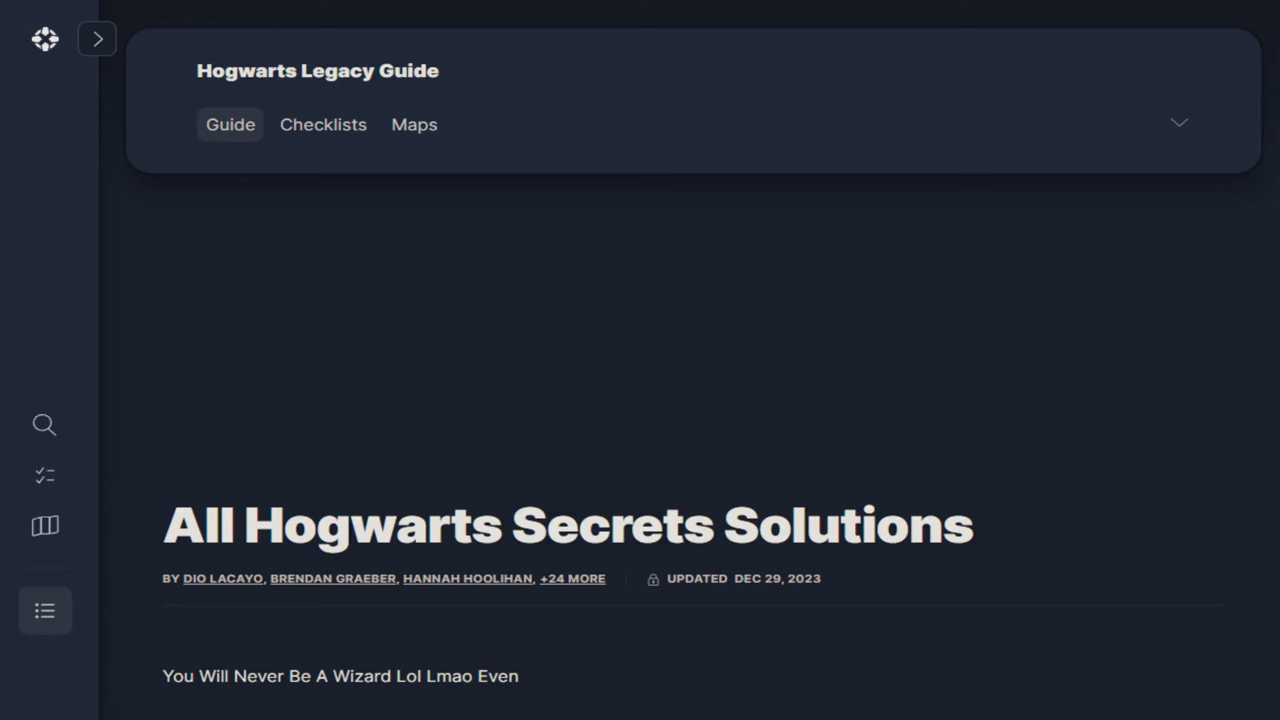 Hogwarts Legacy Guide
Guide Checklists Maps
All Hogwarts Secrets Solutions
BY DIO LACAYO, BRENDAN GRAEBER, HANNAH HOOLIHAN, +24 MORE UPDATED DEC 29, 2023
You Will Never Be A Wizard Lol Lmao Even